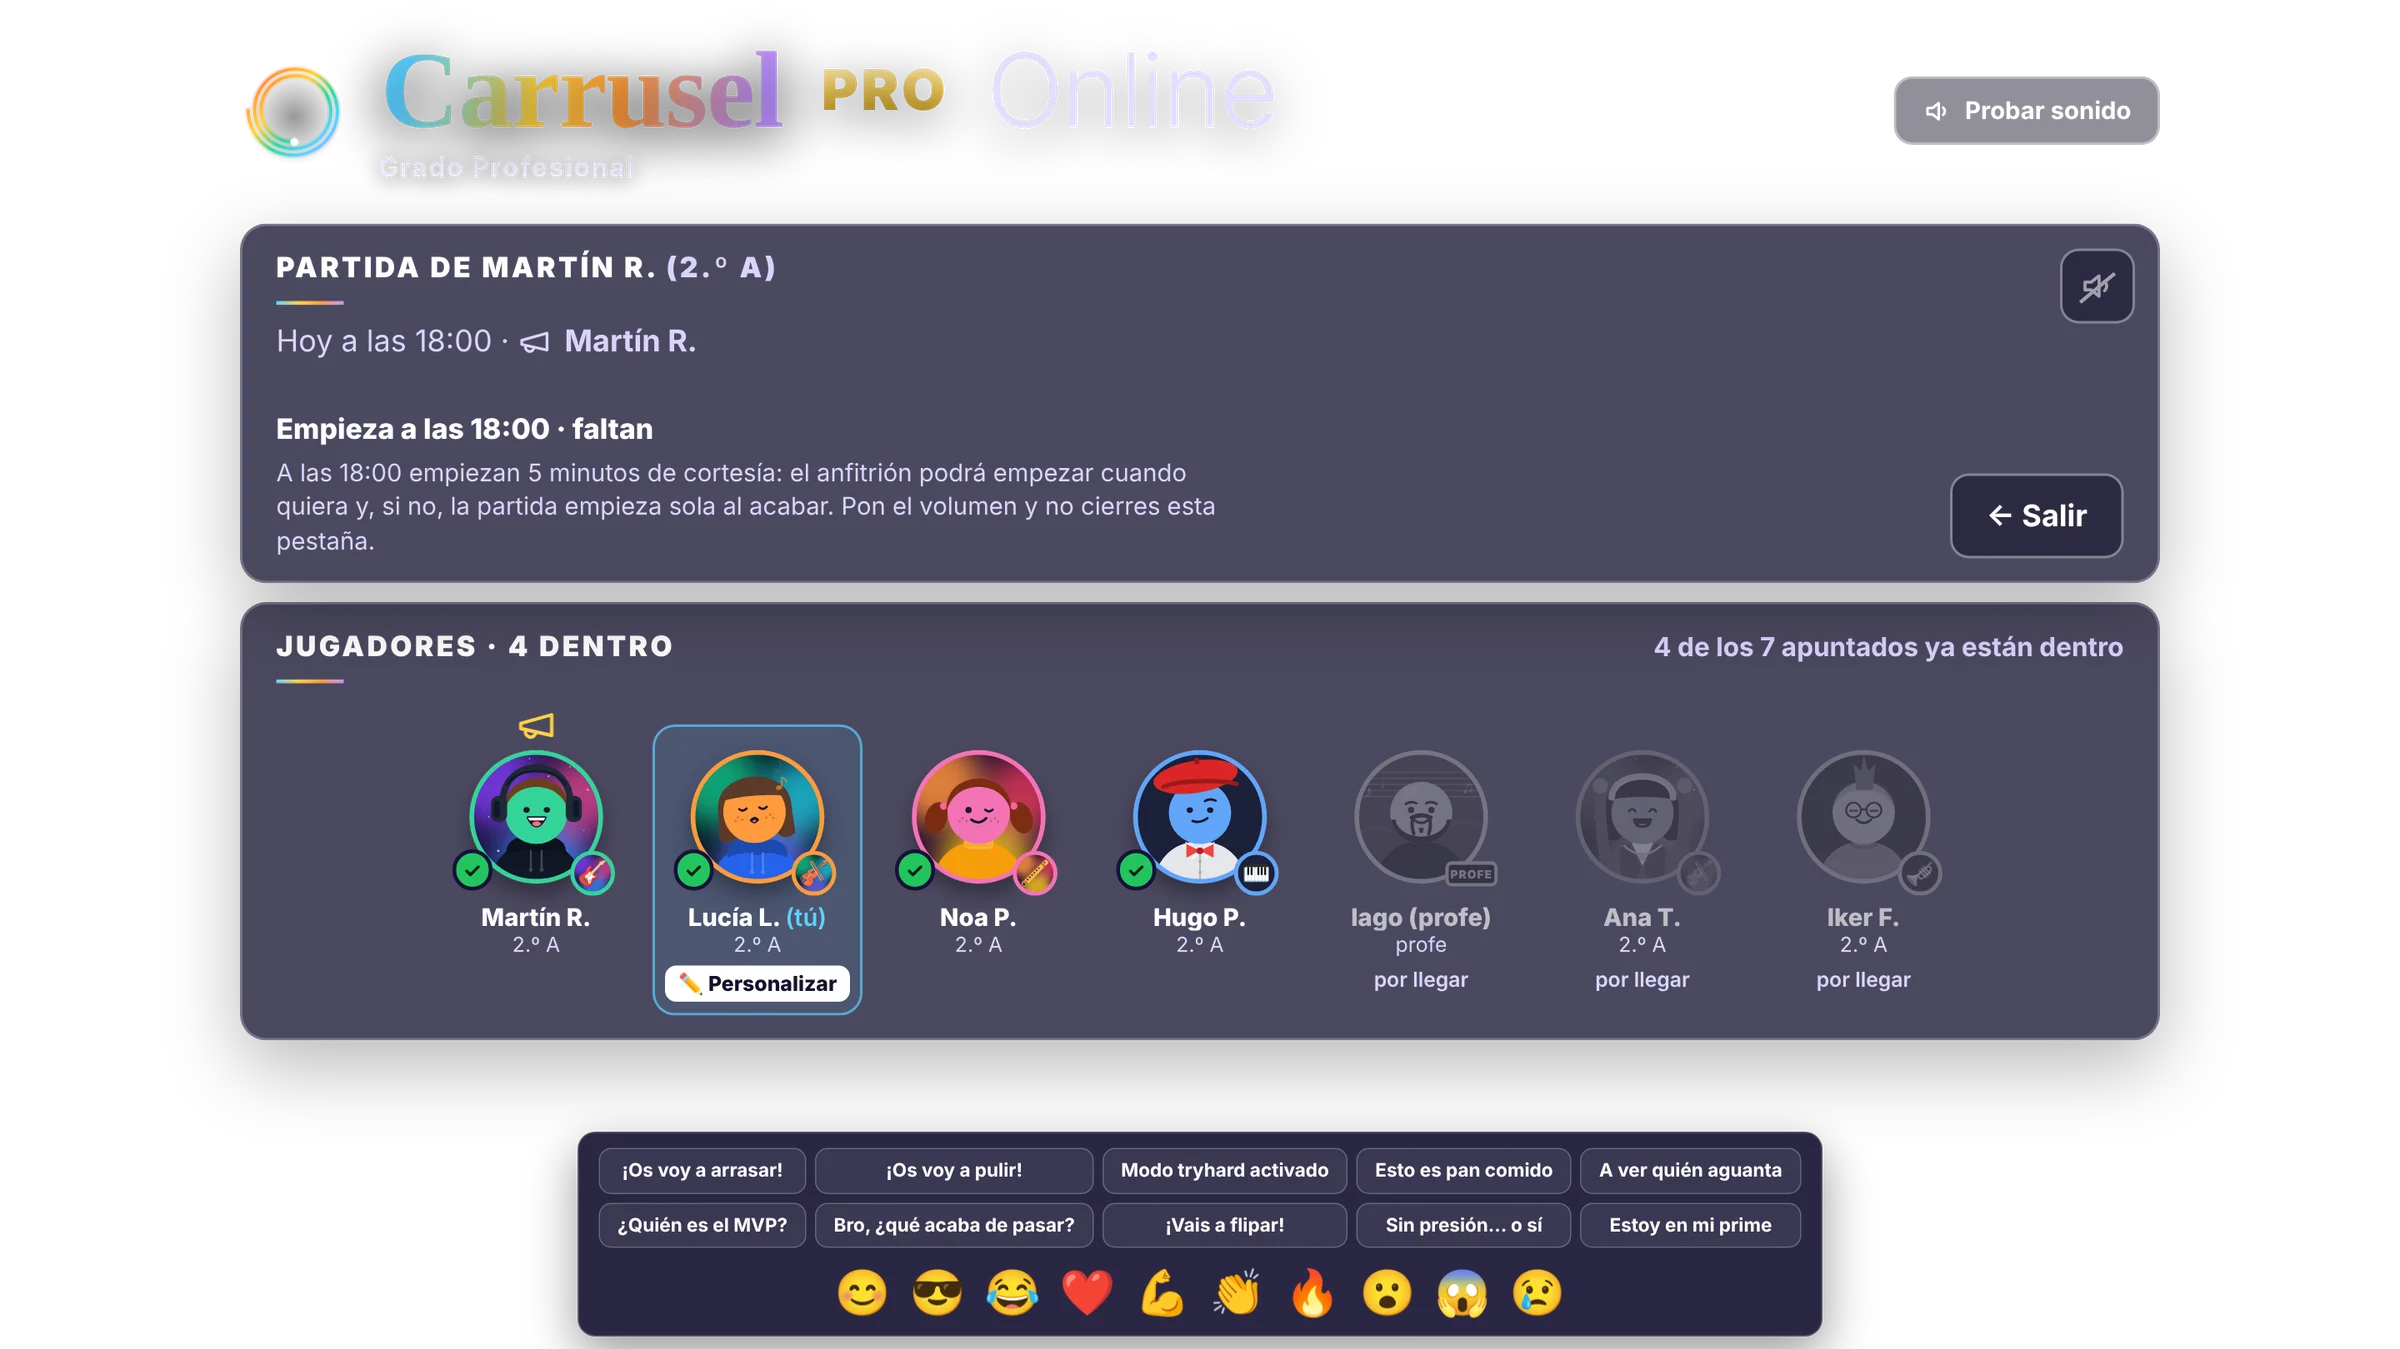 Carrusel PRO Online
Grado Profesional
Probar sonido
PARTIDA DE MARTÍN R. (2.º A)
Hoy a las 18:00 · Martín R.
Empieza a las 18:00 · faltan
A las 18:00 empiezan 5 minutos de cortesía: el anfitrión podrá empezar cuando
quiera y, si no, la partida empieza sola al acabar. Pon el volumen y no cierres esta
pestaña.
← Salir
JUGADORES · 4 DENTRO
4 de los 7 apuntados ya están dentro
PROFE
Martín R.
2.º A
Lucía L. (tú)
2.º A
✏️ Personalizar
Noa P.
2.º A
Hugo P.
2.º A
Iago (profe)
profe
por llegar
Ana T.
2.º A
por llegar
Iker F.
2.º A
por llegar
¡Os voy a arrasar!
¡Os voy a pulir!
Modo tryhard activado
Esto es pan comido
A ver quién aguanta
¿Quién es el MVP?
Bro, ¿qué acaba de pasar?
¡Vais a flipar!
Sin presión... o sí
Estoy en mi prime
😊 😎 😂 ❤️ 💪 👏 🔥 😮 😱 😢